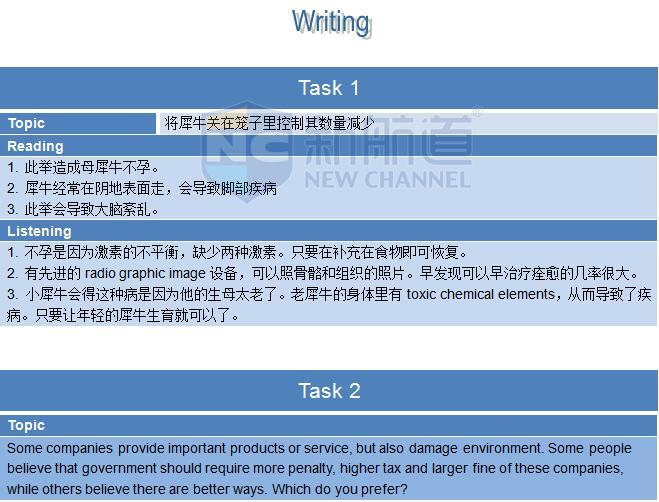 Writing
Task 1
Topic
将犀牛关在笼子里控制其数量减少
Reading
1. 此举造成母犀牛不孕。
2. 犀牛经常在阴地表面走，会导致脚部疾病
3. 此举会导致大脑紊乱。
新航道®
NEW CHANNEL
NC
Listening
1. 不孕是因为激素的不平衡，缺少两种激素。只要在补充在食物即可恢复。
2. 有先进的 radio graphic image 设备，可以照骨骼和组织的照片。早发现可以早治疗痊愈的几率很大。
3. 小犀牛会得这种病是因为他的生母太老了。老犀牛的身体里有 toxic chemical elements，从而导致了疾
病。只要让年轻的犀牛生育就可以了。
Task 2
Topic
Some companies provide important products or service, but also damage environment. Some people
believe that government should require more penalty, higher tax and larger fine of these companies,
while others believe there are better ways. Which do you prefer?